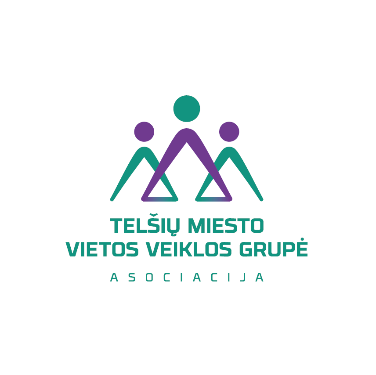 TELŠIŲ MIESTO
VIETOS VEIKLOS GRUPĖ
ASOCIACIJA